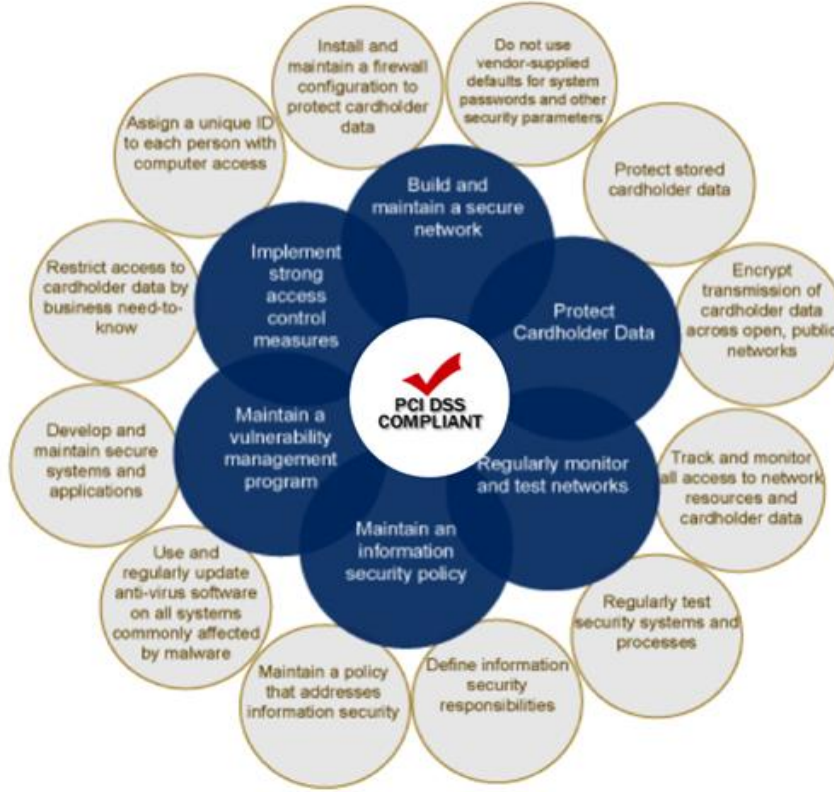 Install and
maintain a firewall
configuration to
protect cardholder
data
Do not use
vendor-supplied
defaults for system
passwords and other
security parameters
Protect stored
cardholder data
Encrypt
transmission of
cardholder data
across open, public
networks
Track and monitor
all access to network
resources and
cardholder data
Regularly test
security systems and
processes
Define information
security
responsibilities
Maintain a policy
that addresses
information security
Use and
regularly update
anti-virus software
on all systems
commonly affected
by malware
Develop and
maintain secure
systems and
applications
Restrict access to
cardholder data by
business need-to-
know
Assign a unique ID
to each person with
computer access
Build and
maintain a secure
network
Protect
Cardholder Data
Regularly monitor
and test networks
Maintain an
information
security policy
Maintain a
vulnerability
management
program
Implement
strong
access
control
measures
PCI DSS
COMPLIANT